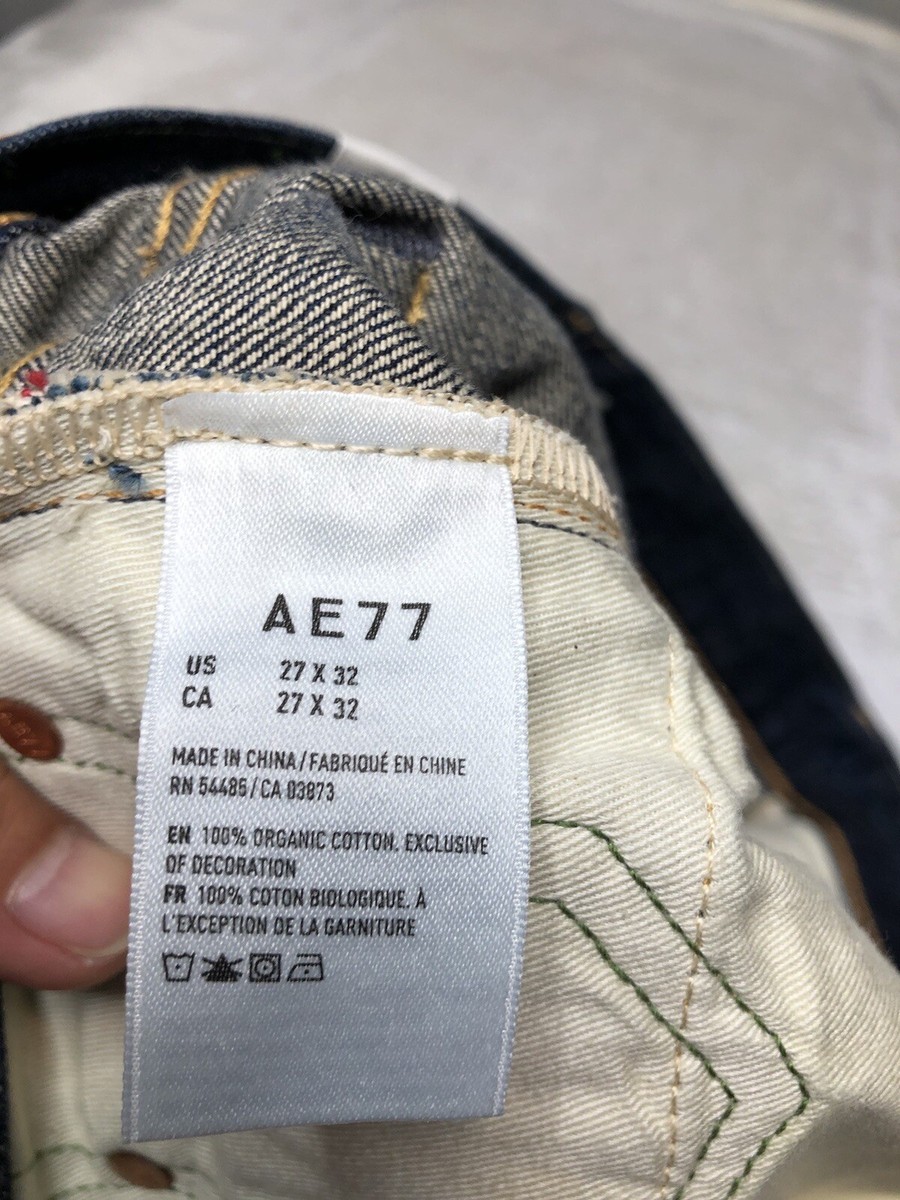 AE77
US 27 X 32
CA 27 X 32
MADE IN CHINA/FABRIQUÉ EN CHINE
RN 54485/CA 03873
EN 100% ORGANIC COTTON. EXCLUSIVE
OF DECORATION
FR 100% COTON BIOLOGIQUE, À
L'EXCEPTION DE LA GARNITURE